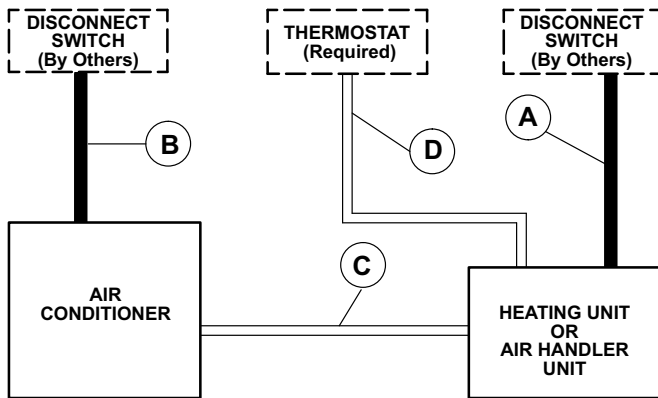 DISCONNECT
SWITCH
(By Others)
THERMOSTAT
(Required)
DISCONNECT
SWITCH
(By Others)
B
D
A
C
AIR
CONDITIONER
HEATING UNIT
OR
AIR HANDLER
UNIT